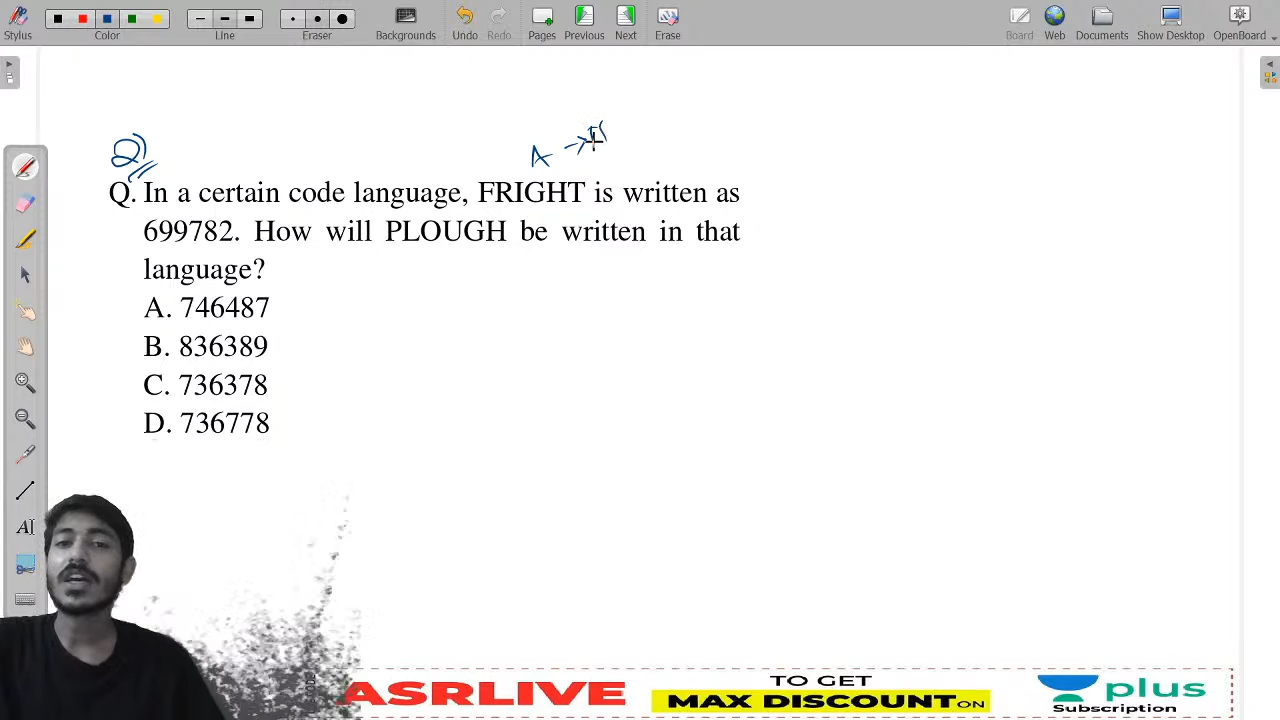 Stylus
Color
Line
Eraser
Backgrounds
Undo
Redo
Pages
Previous
Next
Erase
Board
Web
Documents
Show Desktop
OpenBoard
Q)
A →
Q. In a certain code language, FRIGHT is written as
699782. How will PLOUGH be written in that
language?
A. 746487
B. 836389
C. 736378
D. 736778
AI
ASRLIVE
TO GET
MAX DISCOUNT ON
plus
Subscription